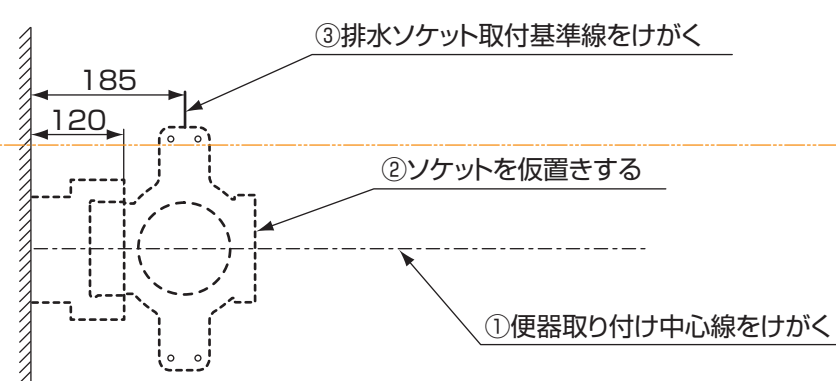 ③排水ソケット取付基準線をけがく
185
120
②ソケットを仮置きする
①便器取り付け中心線をけがく